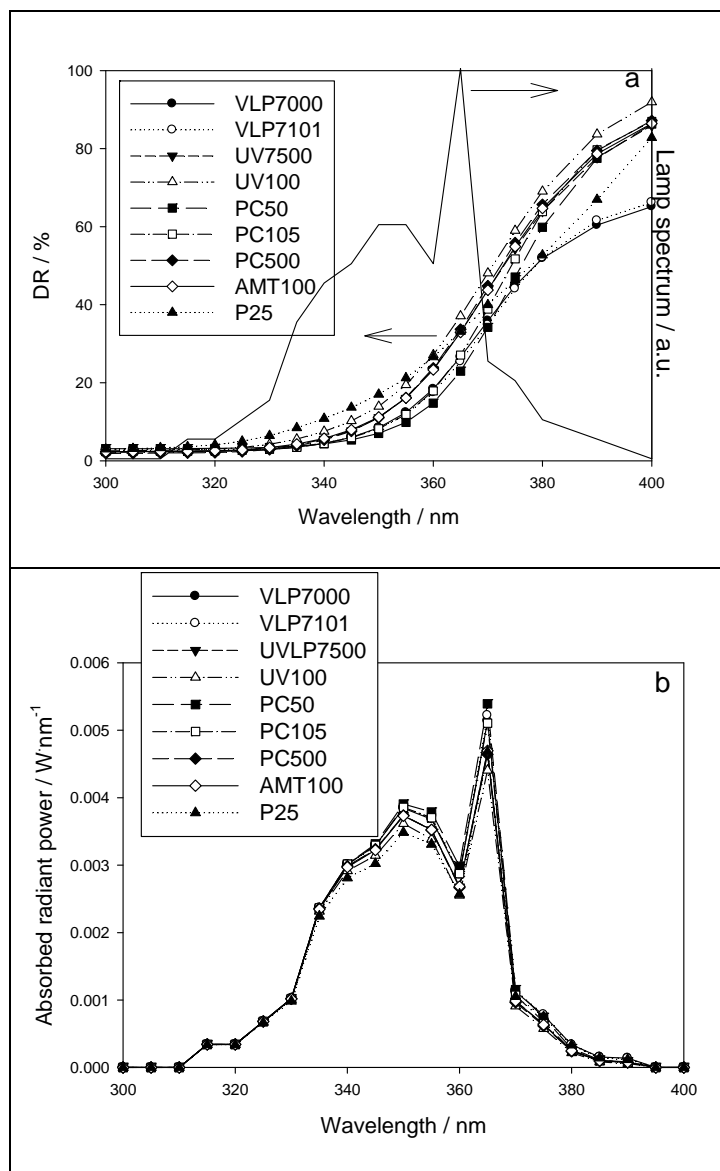 a
100
80
60
40
20
0
DR / %
VLP7000
VLP7101
UV7500
UV100
PC50
PC105
PC500
AMT100
P25
Lamp spectrum / a.u.
300 320 340 360 380 400
Wavelength / nm
b
VLP7000
VLP7101
UVLP7500
UV100
PC50
PC105
PC500
AMT100
P25
0.006
0.005
0.004
0.003
0.002
0.001
0.000
Absorbed radiant power / W·nm⁻¹
300 320 340 360 380 400
Wavelength / nm